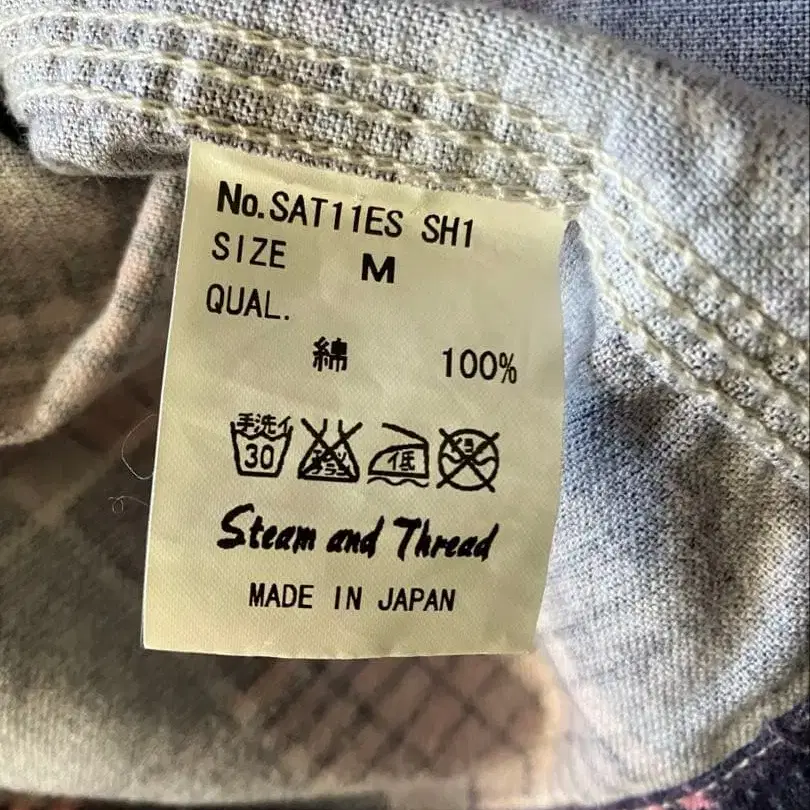 No. SAT11ES SH1
SIZE M
QUAL.
綿 100%
手洗イ 30 低
Steam and Thread
MADE IN JAPAN